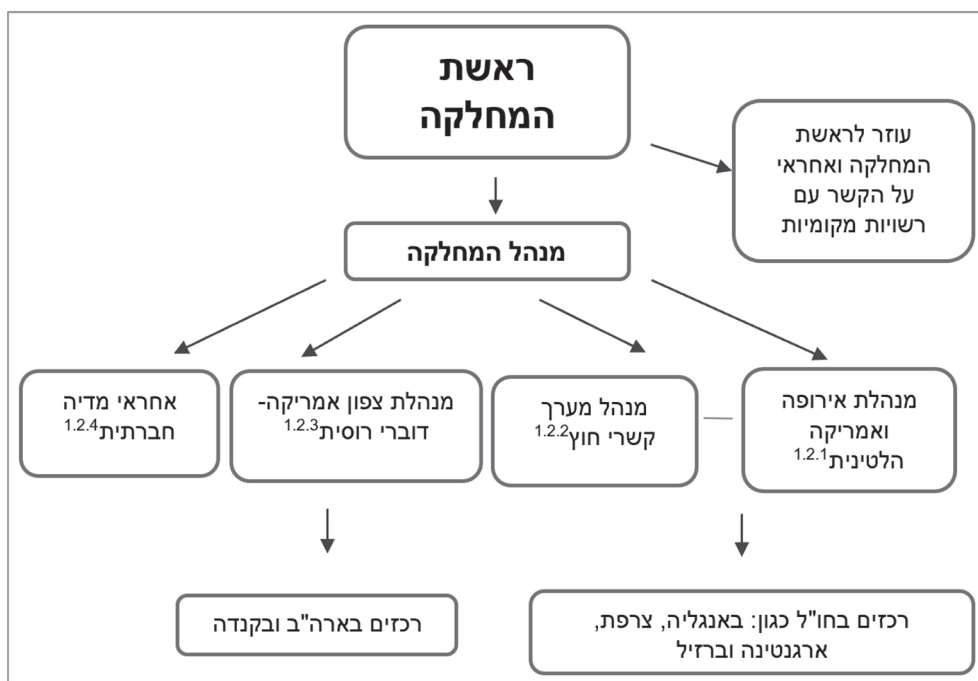 ראשת
המחלקה
עוזר לראשת
המחלקה ואחראי
על הקשר עם
רשויות מקומיות
מנהל המחלקה
מנהלת אירופה
ואמריקה
הלטינית1.2.1
מנהל מערך
קשרי חוץ1.2.2
מנהלת צפון אמריקה-
דוברי רוסית1.2.3
אחראי מדיה
חברתית1.2.4
רכזים בחו"ל כגון: באנגליה, צרפת,
ארגנטינה וברזיל
רכזים בארה"ב ובקנדה